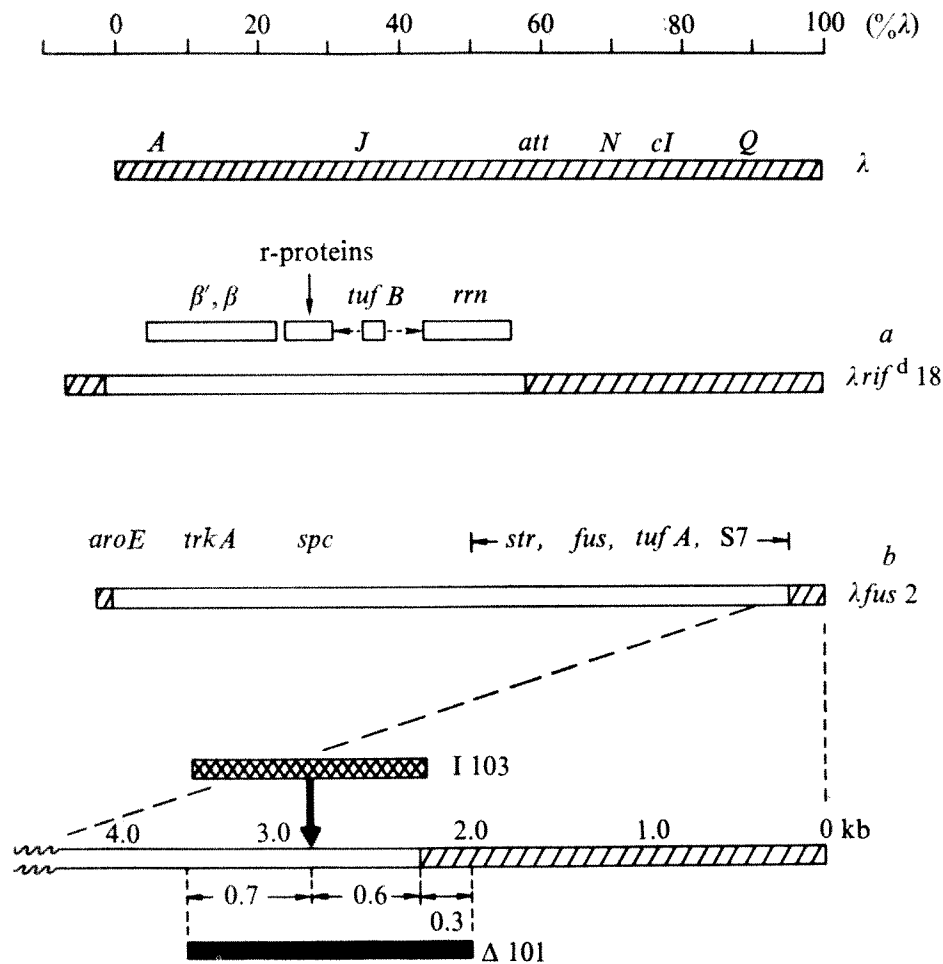 0 20 40 60 80 100 (%λ)
A J att N cI Q
λ
r-proteins
β′, β tuf B rrn
a
λrif d 18
aroE trkA spc str, fus, tufA, S7
b
λfus 2
I 103
4.0 3.0 2.0 1.0 0 kb
0.7 0.6
0.3
Δ 101